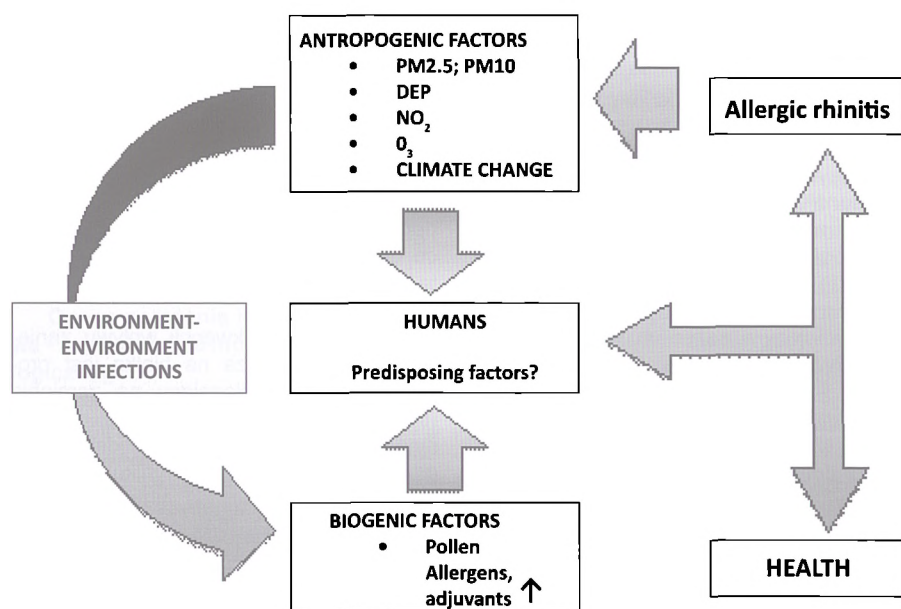 ANTROPOGENIC FACTORS
• PM2.5; PM10
• DEP
• NO₂
• 0₃
• CLIMATE CHANGE
Allergic rhinitis
ENVIRONMENT-
ENVIRONMENT
INFECTIONS
HUMANS
Predisposing factors?
BIOGENIC FACTORS
• Pollen
Allergens,
adjuvants ↑
HEALTH